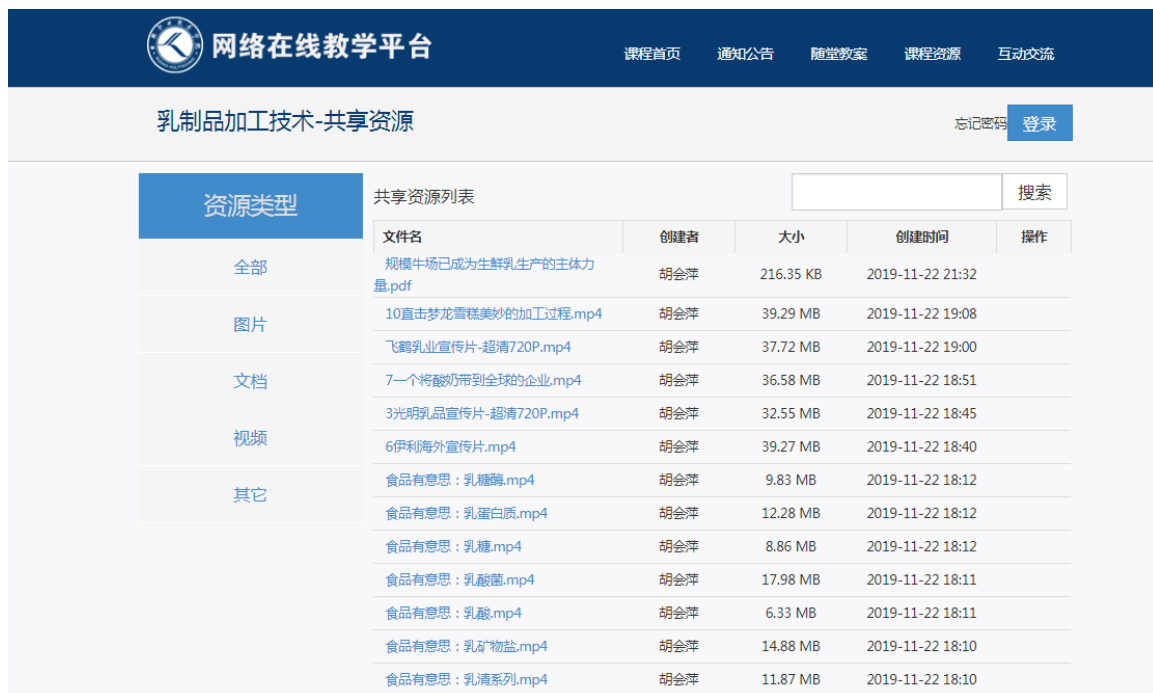 网络在线教学平台
课程首页 通知公告 随堂教案 课程资源 互动交流
乳制品加工技术-共享资源
忘记密码 登录
资源类型
全部
图片
文档
视频
其它
共享资源列表
搜索
文件名 创建者 大小 创建时间 操作
规模牛场已成为生鲜乳生产的主体力
量.pdf 胡会萍 216.35 KB 2019-11-22 21:32
10直击梦龙雪糕美妙的加工过程.mp4 胡会萍 39.29 MB 2019-11-22 19:08
飞鹤乳业宣传片-超清720P.mp4 胡会萍 37.72 MB 2019-11-22 19:00
7一个将酸奶带到全球的企业.mp4 胡会萍 36.58 MB 2019-11-22 18:51
3光明乳品宣传片-超清720P.mp4 胡会萍 32.55 MB 2019-11-22 18:45
6伊利海外宣传片.mp4 胡会萍 39.27 MB 2019-11-22 18:40
食品有意思：乳糖酶.mp4 胡会萍 9.83 MB 2019-11-22 18:12
食品有意思：乳蛋白质.mp4 胡会萍 12.28 MB 2019-11-22 18:12
食品有意思：乳糖.mp4 胡会萍 8.86 MB 2019-11-22 18:12
食品有意思：乳酸菌.mp4 胡会萍 17.98 MB 2019-11-22 18:11
食品有意思：乳酸.mp4 胡会萍 6.33 MB 2019-11-22 18:11
食品有意思：乳矿物盐.mp4 胡会萍 14.88 MB 2019-11-22 18:10
食品有意思：乳清系列.mp4 胡会萍 11.87 MB 2019-11-22 18:10